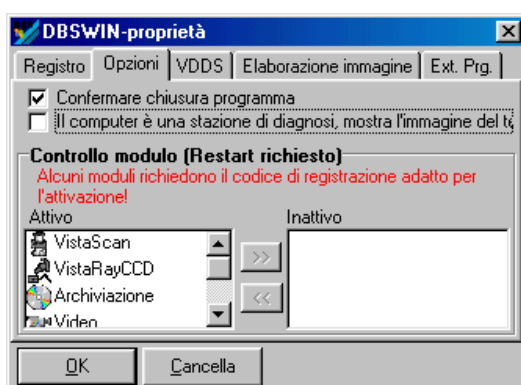 DBSWIN-proprietà
Registro Opzioni VDDS Elaborazione immagine Ext. Prg.
Confermare chiusura programma
Il computer è una stazione di diagnosi, mostra l'immagine del
Controllo modulo (Restart richiesto)
Alcuni moduli richiedono il codice di registrazione adatto per
l'attivazione!
Attivo Inattivo
VistaScan
VistaRayCCD
Archiviazione
Video
>>
<<
OK Cancella